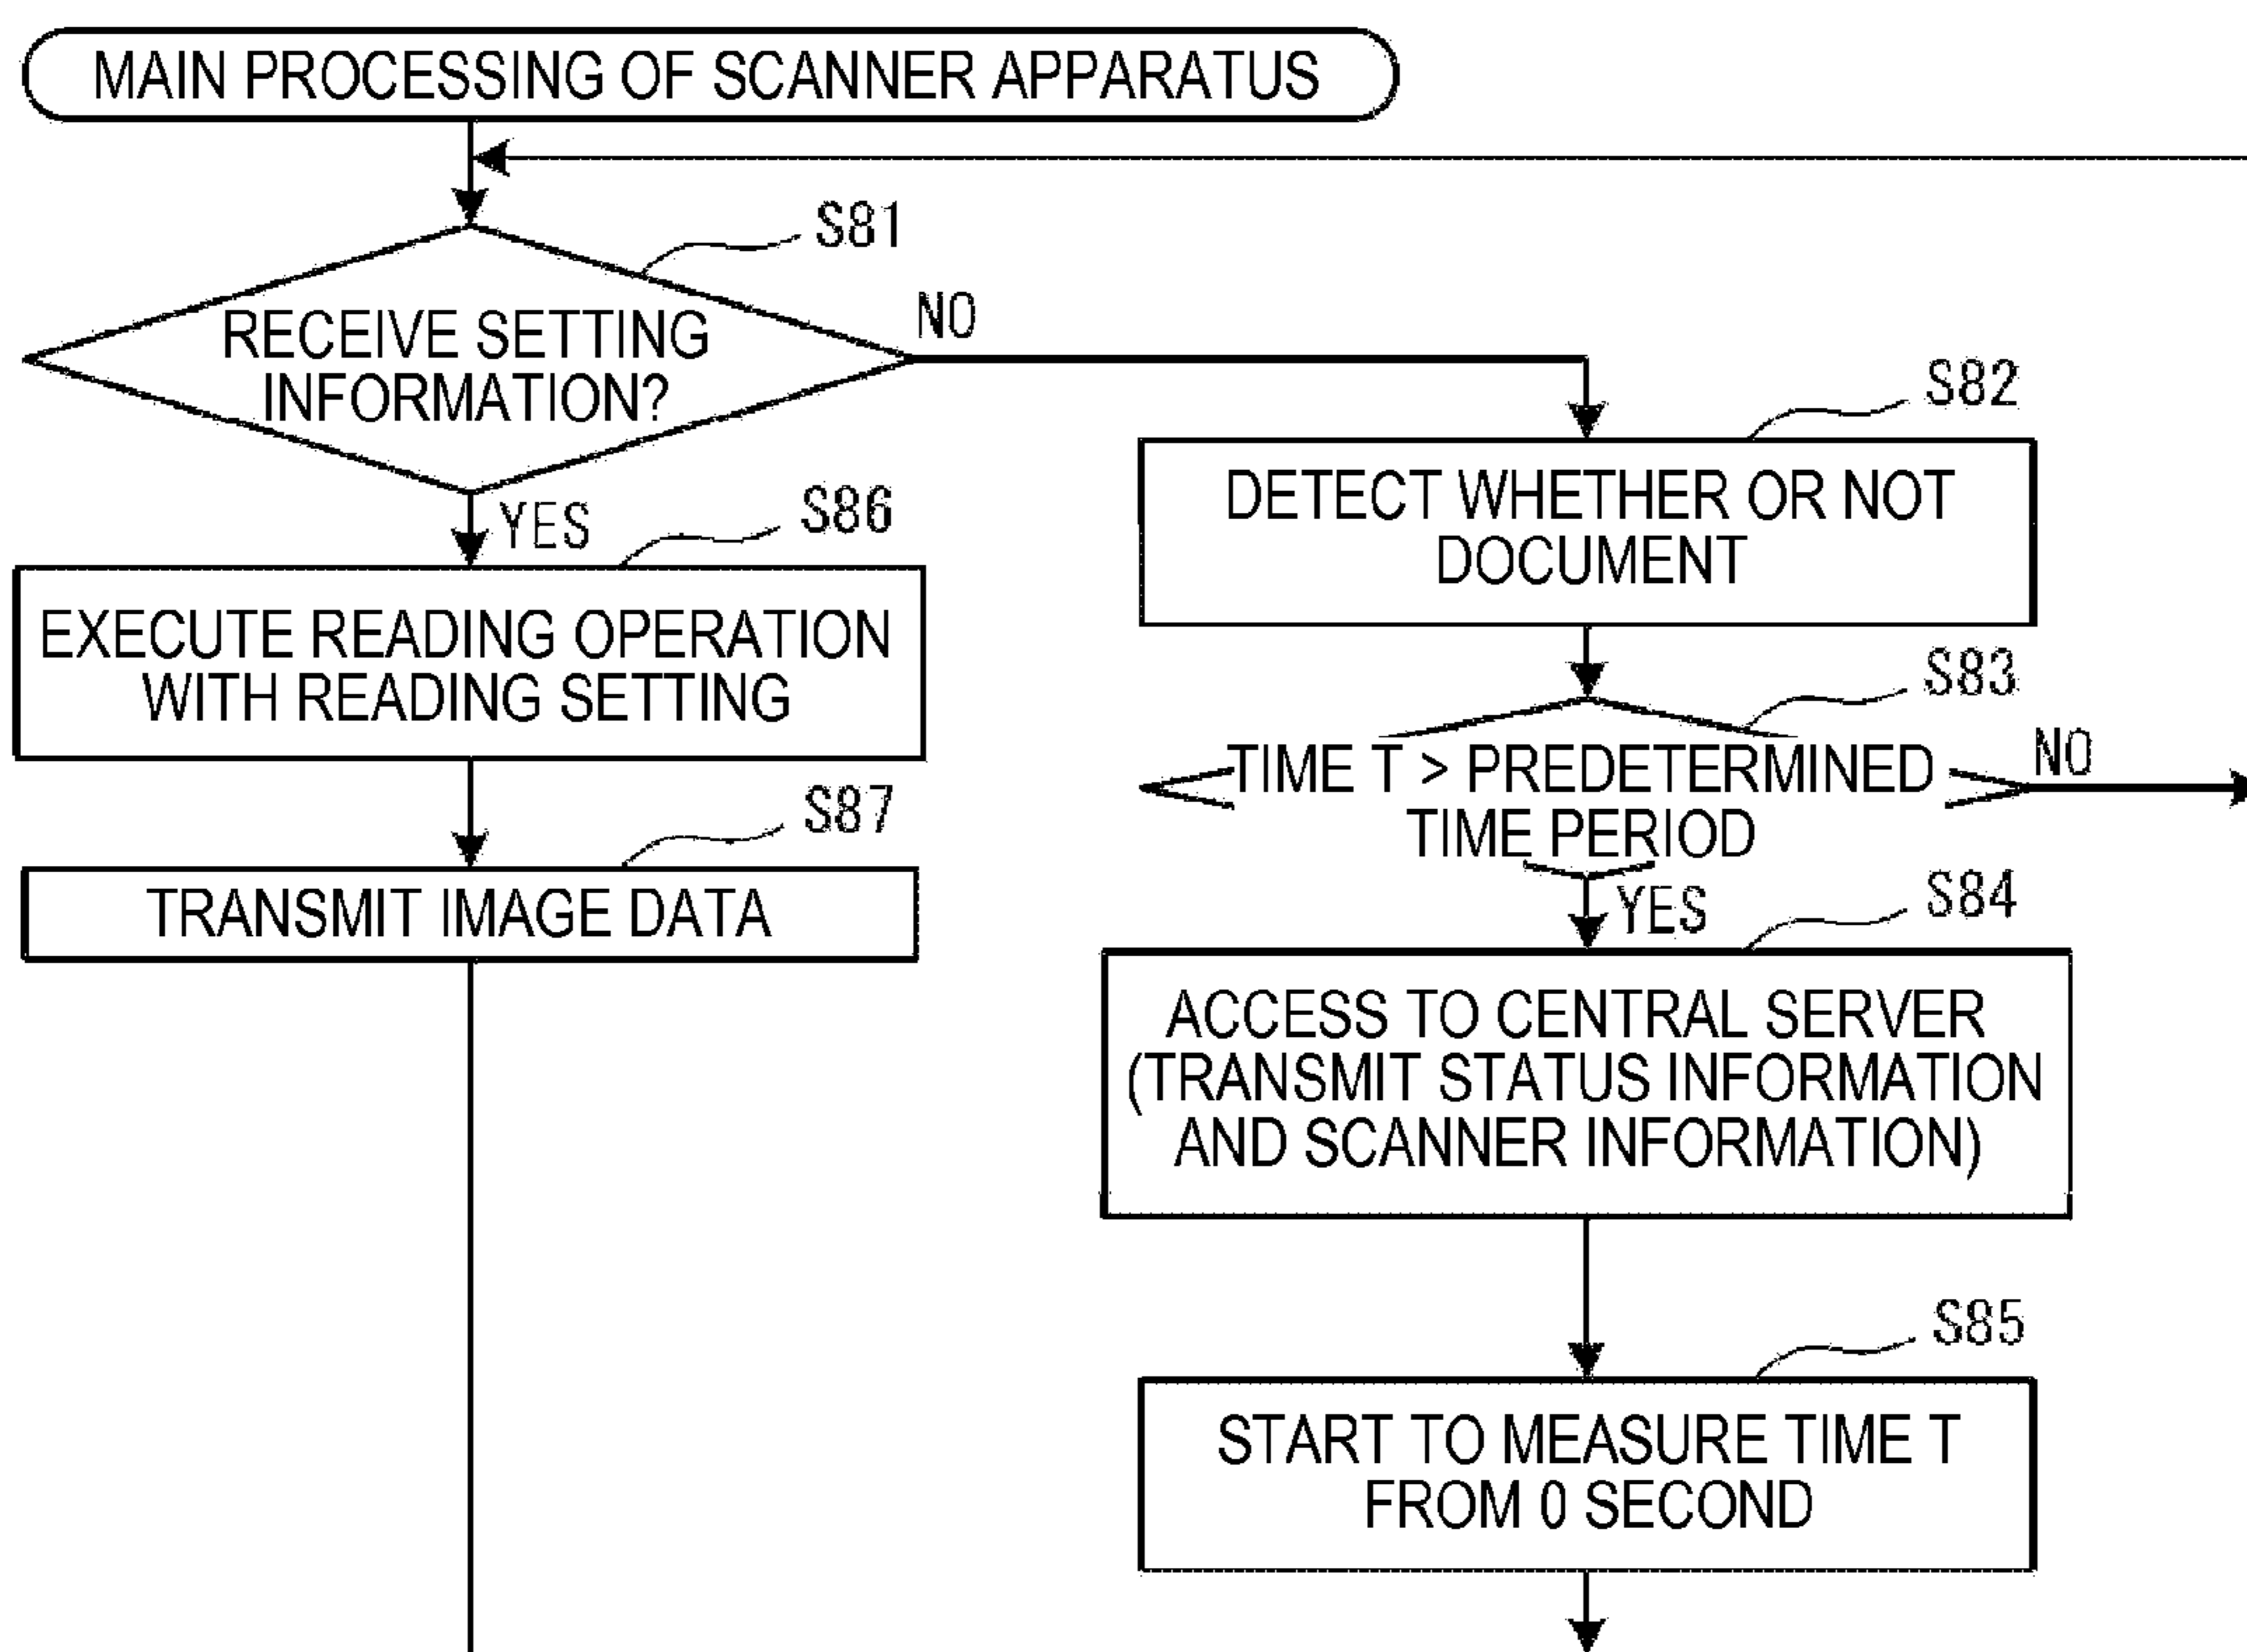 MAIN PROCESSING OF SCANNER APPARATUS
S81
RECEIVE SETTING
INFORMATION?
NO
YES
S86
EXECUTE READING OPERATION
WITH READING SETTING
S87
TRANSMIT IMAGE DATA
S82
DETECT WHETHER OR NOT
DOCUMENT
S83
TIME T > PREDETERMINED
TIME PERIOD
NO
YES
S84
ACCESS TO CENTRAL SERVER
(TRANSMIT STATUS INFORMATION
AND SCANNER INFORMATION)
S85
START TO MEASURE TIME T
FROM 0 SECOND